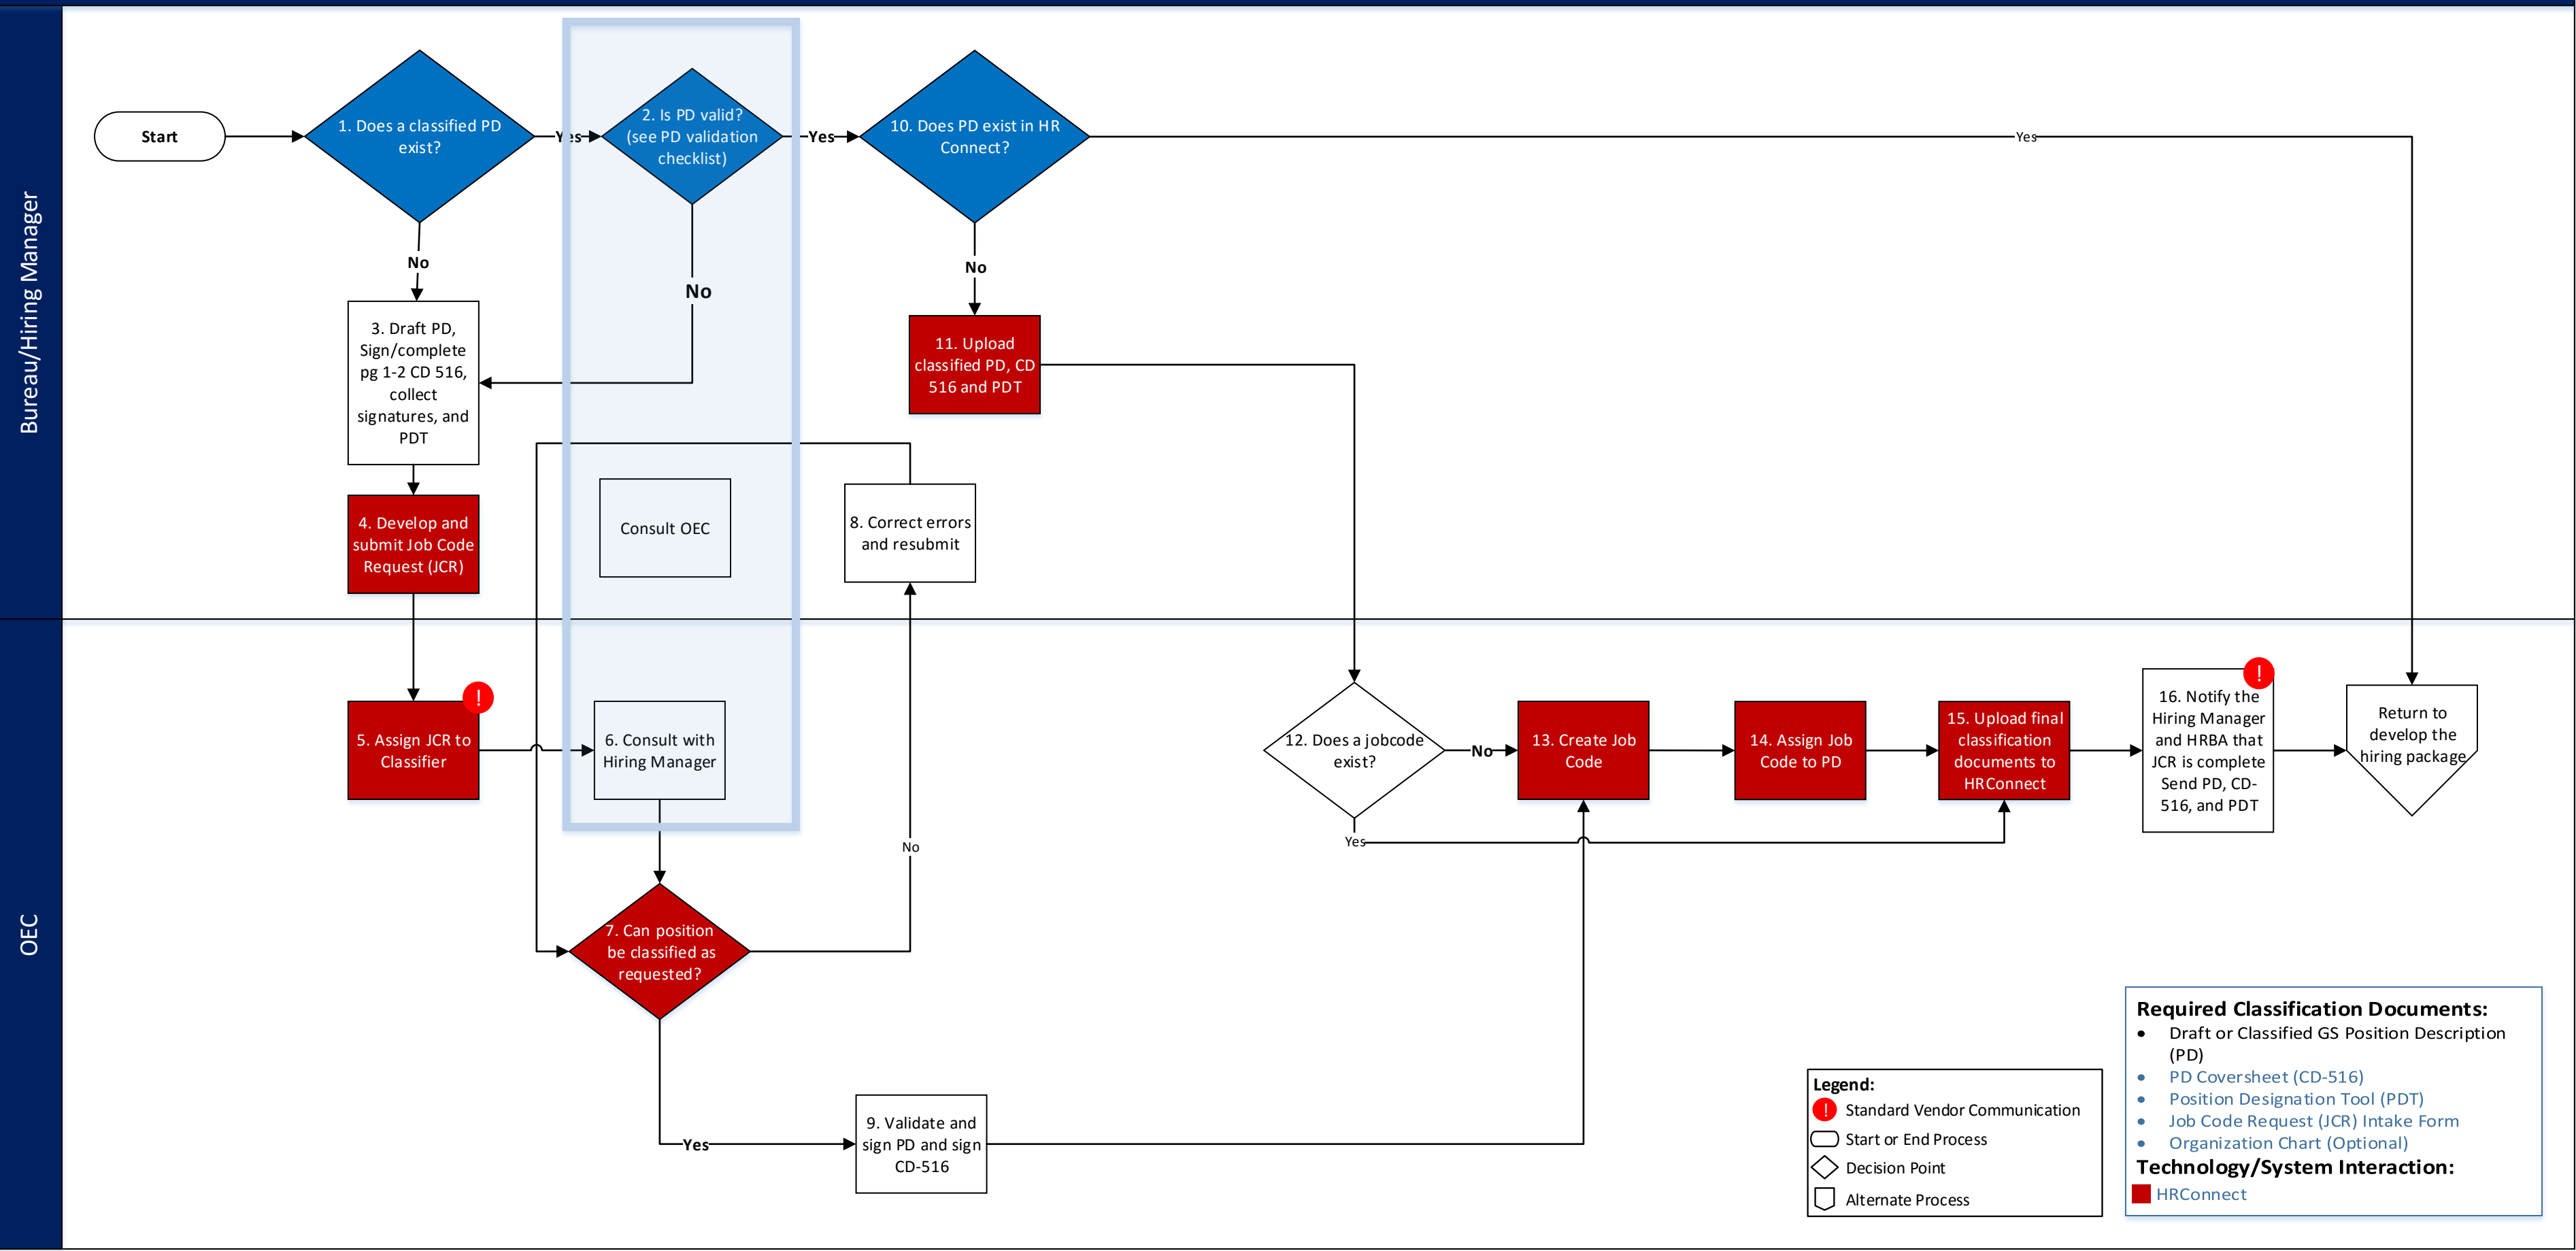 Bureau/Hiring Manager
Start
1. Does a classified PD
exist?
Yes
No
2. Is PD valid?
(see PD validation
checklist)
Yes
No
10. Does PD exist in HR
Connect?
Yes
No
3. Draft PD,
Sign/complete
pg 1-2 CD 516,
collect
signatures, and
PDT
11. Upload
classified PD, CD
516 and PDT
4. Develop and
submit Job Code
Request (JCR)
Consult OEC
8. Correct errors
and resubmit
OEC
!
5. Assign JCR to
Classifier
6. Consult with
Hiring Manager
No
7. Can position
be classified as
requested?
Yes
9. Validate and
sign PD and sign
CD-516
12. Does a jobcode
exist?
No
Yes
13. Create Job
Code
14. Assign Job
Code to PD
15. Upload final
classification
documents to
HRConnect
!
16. Notify the
Hiring Manager
and HRBA that
JCR is complete
Send PD, CD-
516, and PDT
Return to
develop the
hiring package
Legend:
! Standard Vendor Communication
Start or End Process
Decision Point
Alternate Process
Required Classification Documents:
• Draft or Classified GS Position Description
(PD)
• PD Coversheet (CD-516)
• Position Designation Tool (PDT)
• Job Code Request (JCR) Intake Form
• Organization Chart (Optional)
Technology/System Interaction:
HRConnect